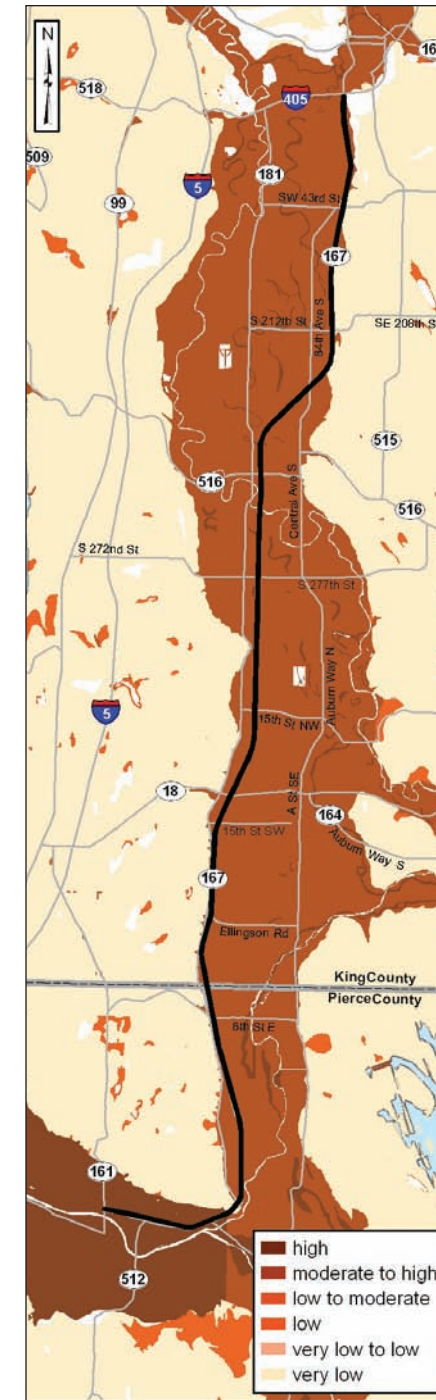 N
518
405
16
509
5
181
99
SW 43rd St
167
S 212th St
84th Ave S
SE 208th S
515
516
Central Ave S
516
S 272nd St
S 277th St
Auburn Way N
5
15th St NW
18
A St SE
164
15th St SW
Auburn Way S
167
Ellingson Rd
KingCounty
PierceCounty
8th St E
161
512
high
moderate to high
low to moderate
low
very low to low
very low